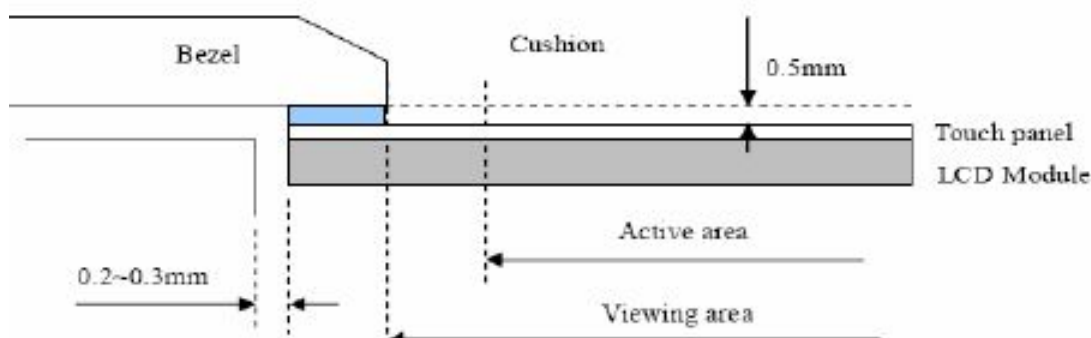 Bezel
Cushion
0.5mm
Touch panel
LCD Module
Active area
0.2~0.3mm
Viewing area